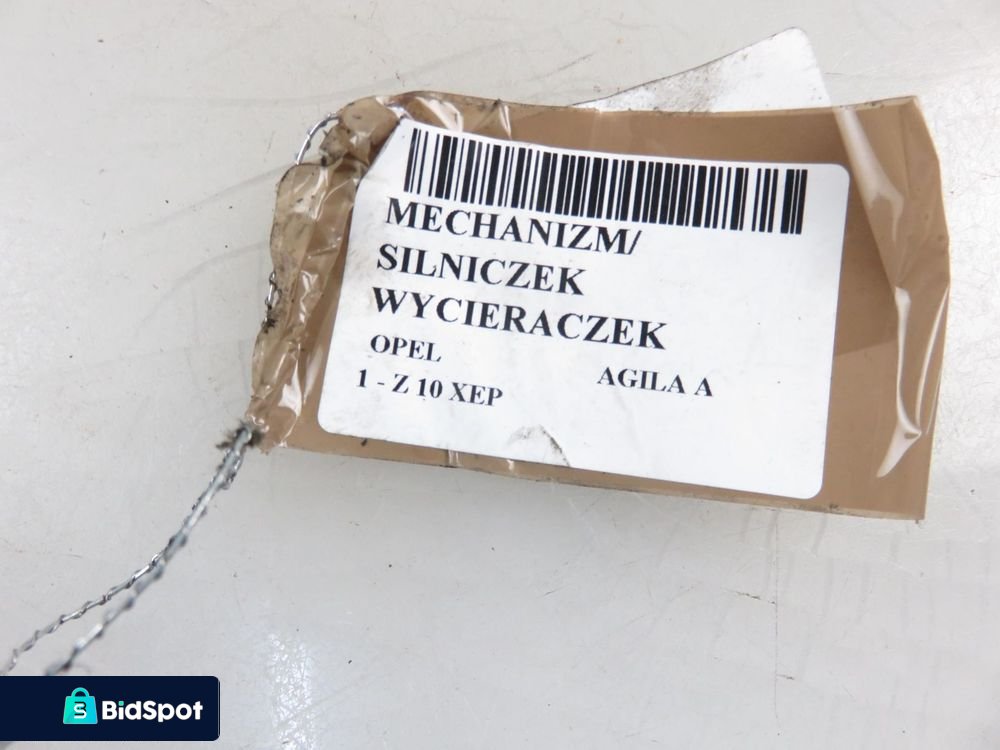 MECHANIZM/
SILNICZEK
WYCIERACZEK
OPEL
AGILA A
1 - Z 10 XEP
BidSpot